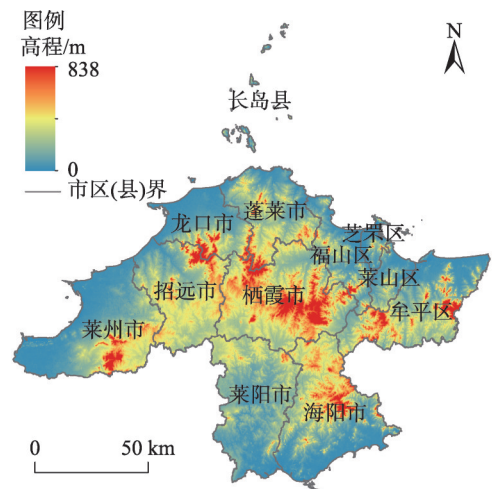 图例
高程/m
838
0
市区(县)界
N
长岛县
蓬莱市
龙口市
芝罘区
福山区
莱山区
招远市
栖霞市
牟平区
莱州市
莱阳市
海阳市
0 50 km